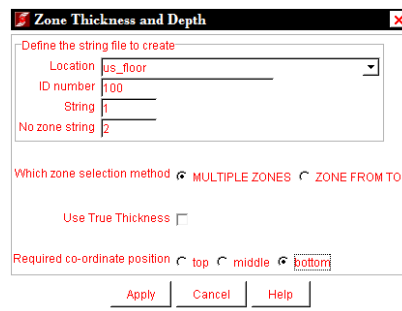 Zone Thickness and Depth
Define the string file to create
Location us_floor
ID number 100
String 1
No zone string 2
Which zone selection method MULTIPLE ZONES ZONE FROM TO
Use True Thickness
Required co-ordinate position top middle bottom
Apply Cancel Help